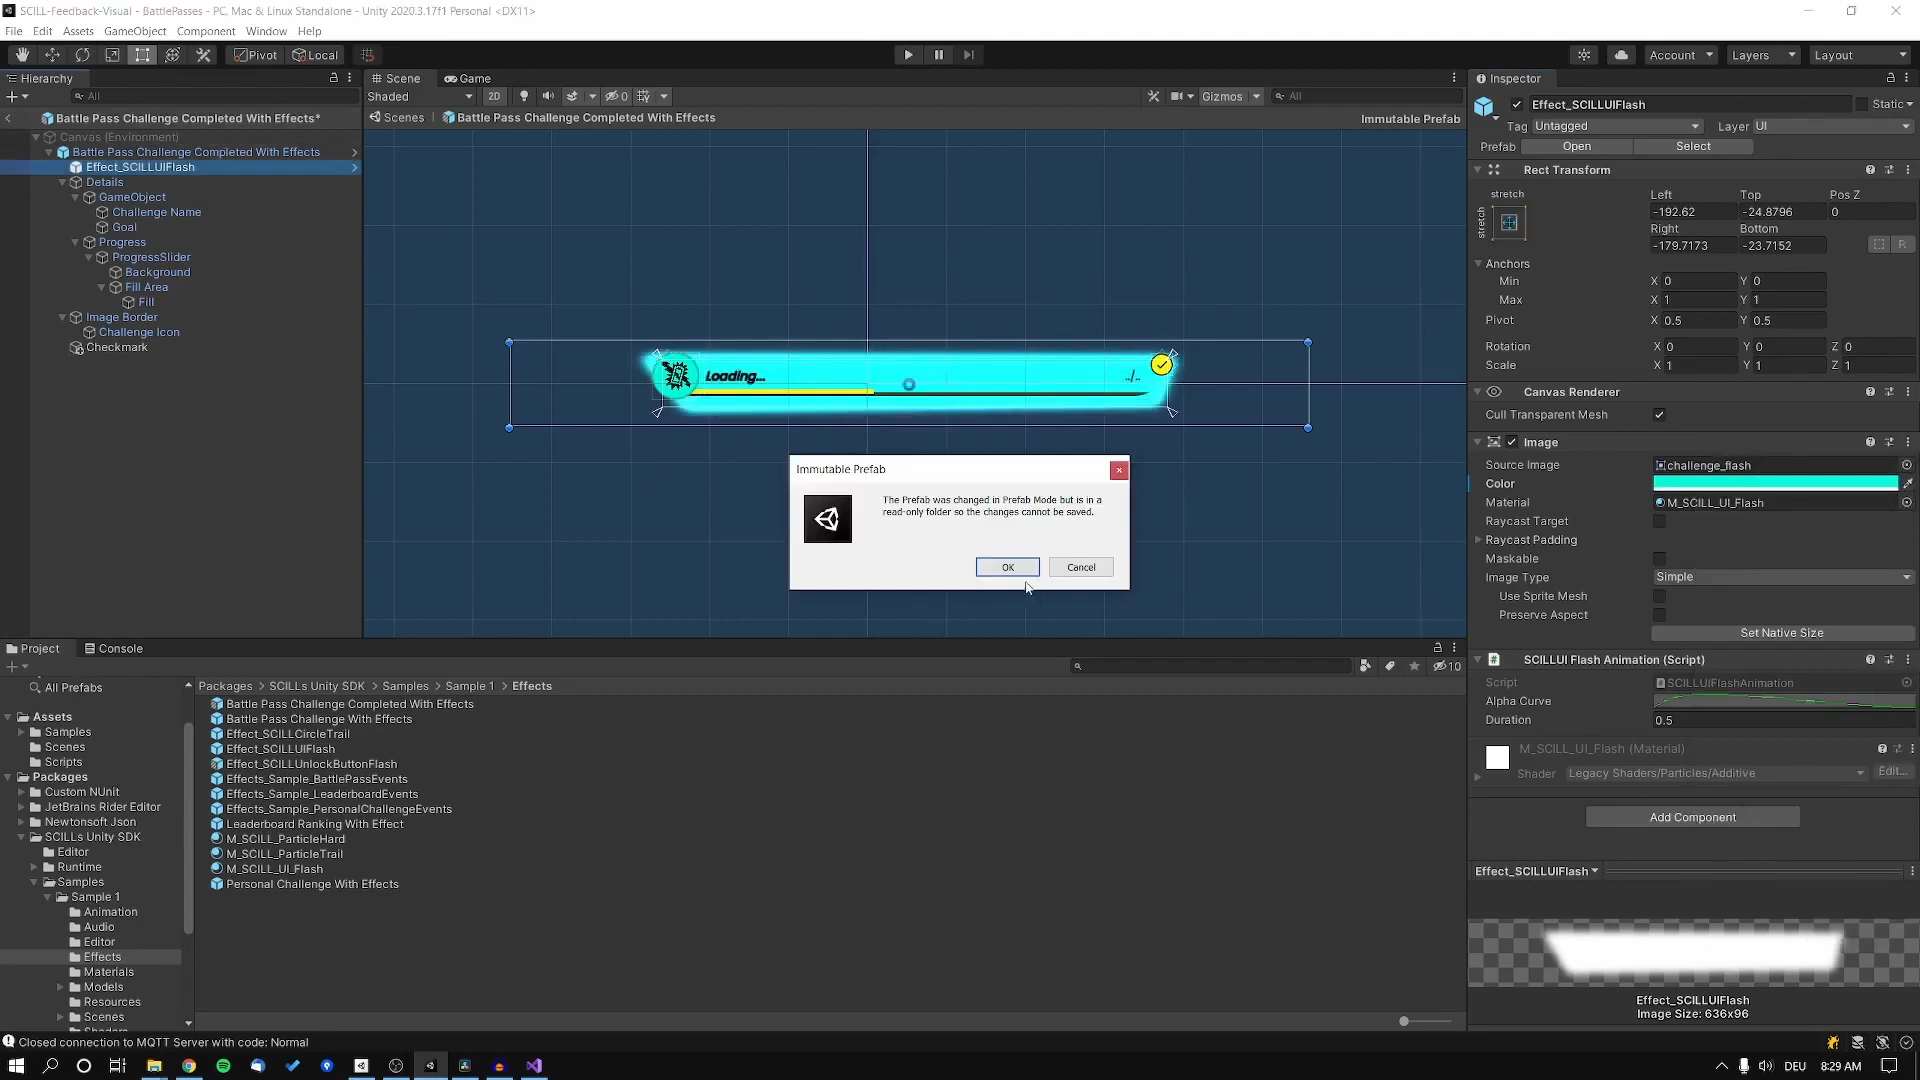 SCILL-Feedback-Visual - BattlePasses - PC, Mac & Linux Standalone - Unity 2020.3.17f1 Personal <DX11>
File Edit Assets GameObject Component Window Help
Pivot Local Account Layers Layout
Hierarchy
All
Battle Pass Challenge Completed With Effects*
Canvas (Environment)
Battle Pass Challenge Completed With Effects
Effect_SCILLUIFlash
Details
GameObject
Challenge Name
Goal
Progress
ProgressSlider
Background
Fill Area
Fill
Image Border
Challenge Icon
Checkmark
Scene Game
Shaded 2D 0 Gizmos All
Scenes Battle Pass Challenge Completed With Effects Immutable Prefab
Loading... ./..
Immutable Prefab
The Prefab was changed in Prefab Mode but is in a
read-only folder so the changes cannot be saved.
OK Cancel
Inspector
Effect_SCILLUIFlash Static
Tag Untagged Layer UI
Prefab Open Select
Rect Transform
stretch Left Top Pos Z
stretch
-192.62 -24.8796 0
Right Bottom
-179.7173 -23.7152 R
Anchors
Min X 0 Y 0
Max X 1 Y 1
Pivot X 0.5 Y 0.5
Rotation X 0 Y 0 Z 0
Scale X 1 Y 1 Z 1
Canvas Renderer
Cull Transparent Mesh
Image
Source Image challenge_flash
Color
Material M_SCILL_UI_Flash
Raycast Target
Raycast Padding
Maskable
Image Type Simple
Use Sprite Mesh
Preserve Aspect
Set Native Size
SCILLUI Flash Animation (Script)
Script SCILLUIFlashAnimation
Alpha Curve
Duration 0.5
M_SCILL_UI_Flash (Material)
Shader Legacy Shaders/Particles/Additive Edit...
Add Component
Effect_SCILLUIFlash
Effect_SCILLUIFlash
Image Size: 636x96
Project Console
10
All Prefabs
Assets
Samples
Scenes
Scripts
Packages
Custom NUnit
JetBrains Rider Editor
Newtonsoft Json
SCILLs Unity SDK
Editor
Runtime
Samples
Sample 1
Animation
Audio
Editor
Effects
Materials
Models
Resources
Scenes
Shaders
Packages > SCILLs Unity SDK > Samples > Sample 1 > Effects
Battle Pass Challenge Completed With Effects
Battle Pass Challenge With Effects
Effect_SCILLCircleTrail
Effect_SCILLUIFlash
Effect_SCILLUnlockButtonFlash
Effects_Sample_BattlePassEvents
Effects_Sample_LeaderboardEvents
Effects_Sample_PersonalChallengeEvents
Leaderboard Ranking With Effect
M_SCILL_ParticleHard
M_SCILL_ParticleTrail
M_SCILL_UI_Flash
Personal Challenge With Effects
Closed connection to MQTT Server with code: Normal
DEU 8:29 AM